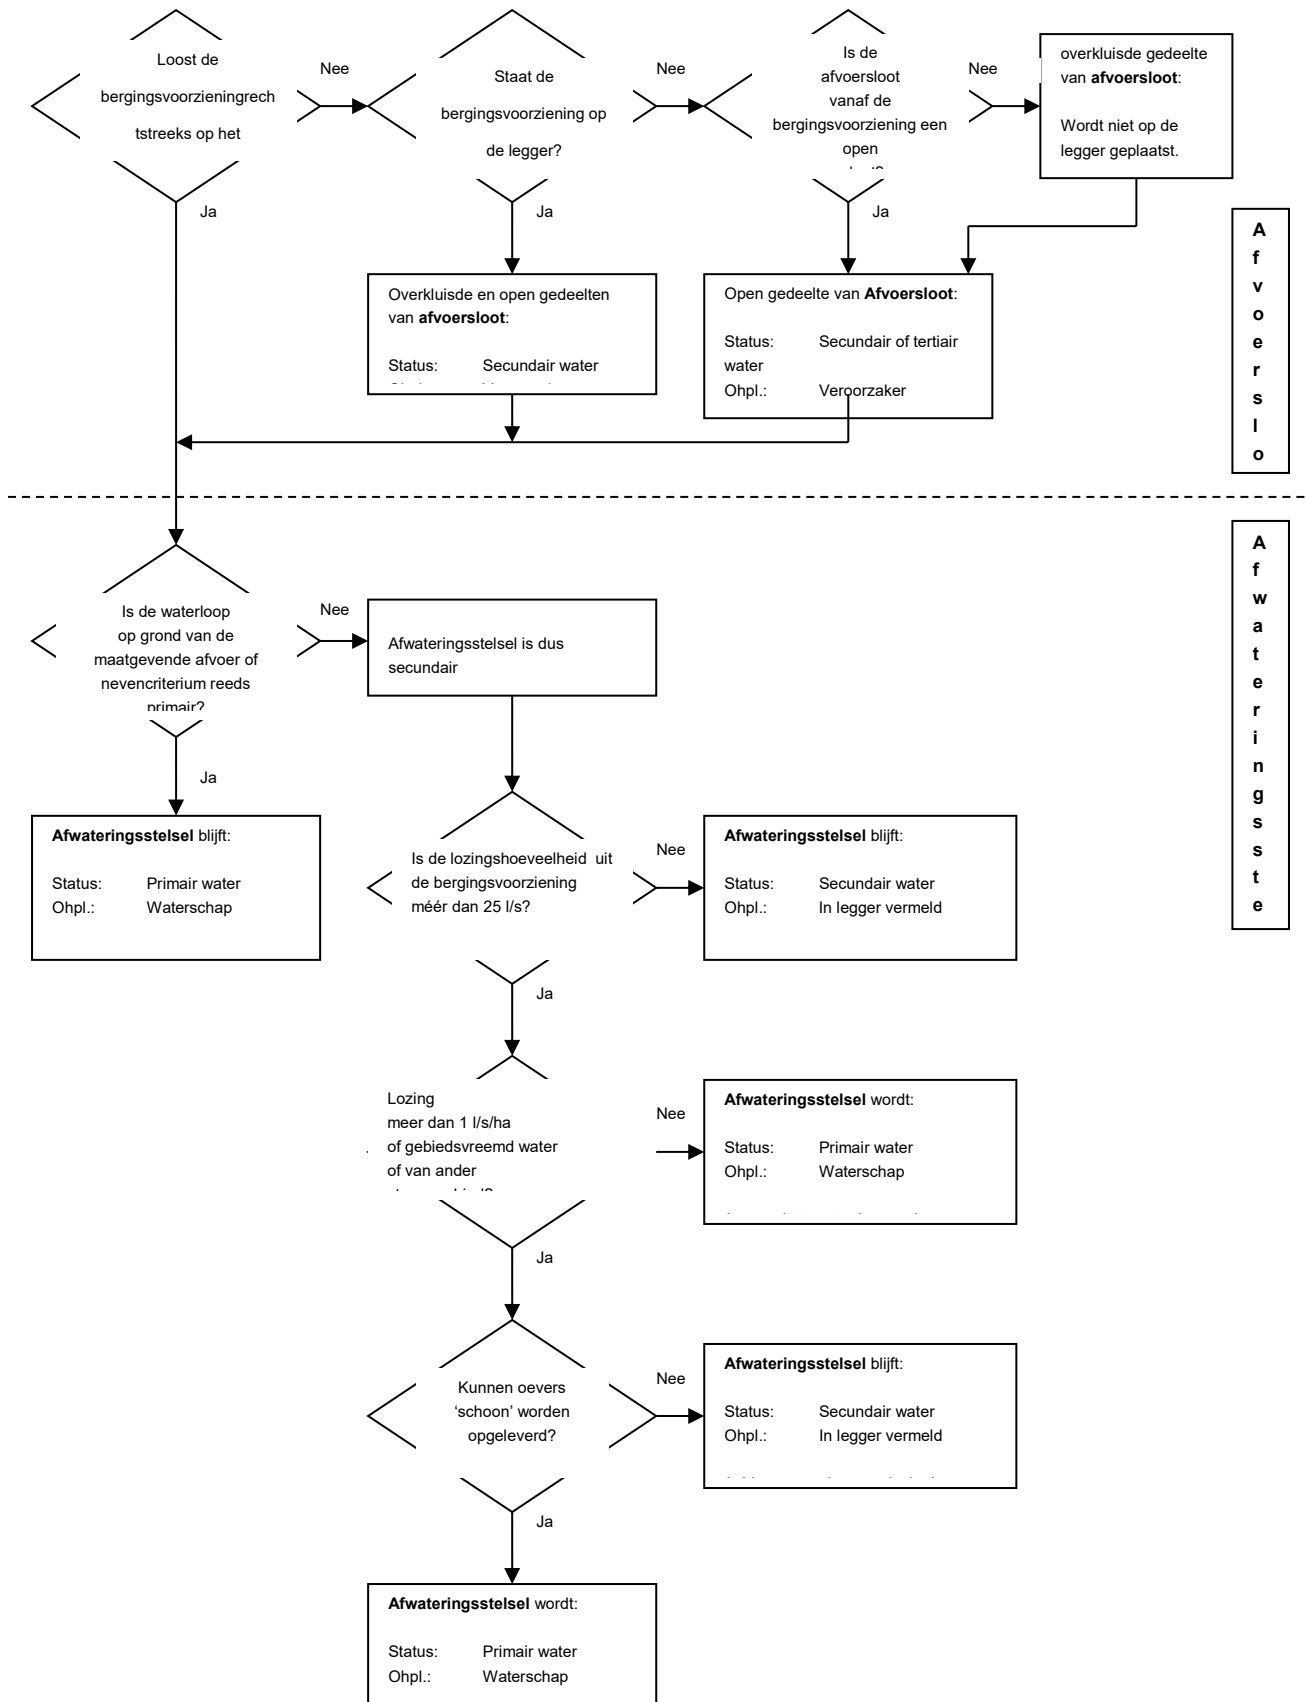 Loost de
bergingsvoorzieningrech
tstreeks op het
Nee
Ja
Staat de
bergingsvoorziening op
de legger?
Nee
Ja
Is de
afvoersloot
vanaf de
bergingsvoorziening een
open
Nee
Ja
overkluisde gedeelte
van afvoersloot:
Wordt niet op de
legger geplaatst.
Overkluisde en open gedeelten
van afvoersloot:
Status: Secundair water
Open gedeelte van Afvoersloot:
Status: Secundair of tertiair
water
Ohpl.: Veroorzaker
A
f
v
o
e
r
s
l
o
Is de waterloop
op grond van de
maatgevende afvoer of
nevencriterium reeds
primair?
Nee
Ja
Afwateringsstelsel is dus
secundair
A
f
w
a
t
e
r
i
n
g
s
s
t
e
Afwateringsstelsel blijft:
Status: Primair water
Ohpl.: Waterschap
Is de lozingshoeveelheid uit
de bergingsvoorziening
méér dan 25 l/s?
Nee
Ja
Afwateringsstelsel blijft:
Status: Secundair water
Ohpl.: In legger vermeld
Lozing
meer dan 1 l/s/ha
of gebiedsvreemd water
of van ander
Nee
Ja
Afwateringsstelsel wordt:
Status: Primair water
Ohpl.: Waterschap
Kunnen oevers
‘schoon’ worden
opgeleverd?
Nee
Ja
Afwateringsstelsel blijft:
Status: Secundair water
Ohpl.: In legger vermeld
Afwateringsstelsel wordt:
Status: Primair water
Ohpl.: Waterschap